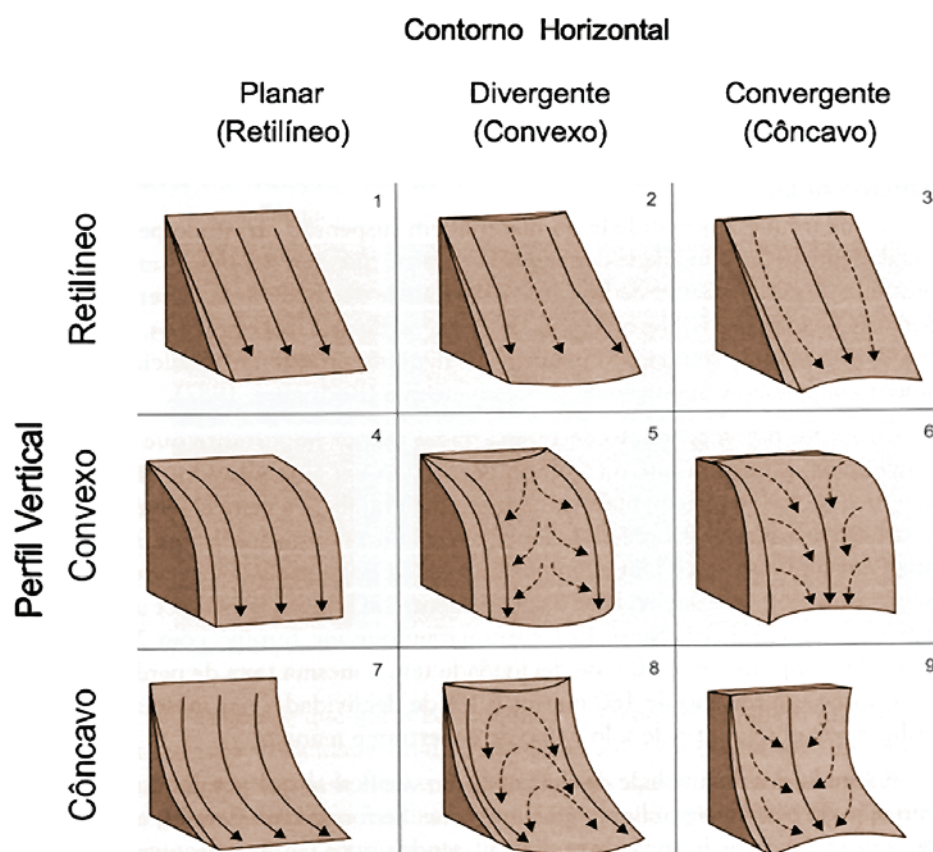 Contorno Horizontal
Planar
(Retilíneo)
Divergente
(Convexo)
Convergente
(Côncavo)
Perfil Vertical
Retilíneo
1
2
3
Convexo
4
5
6
Côncavo
7
8
9